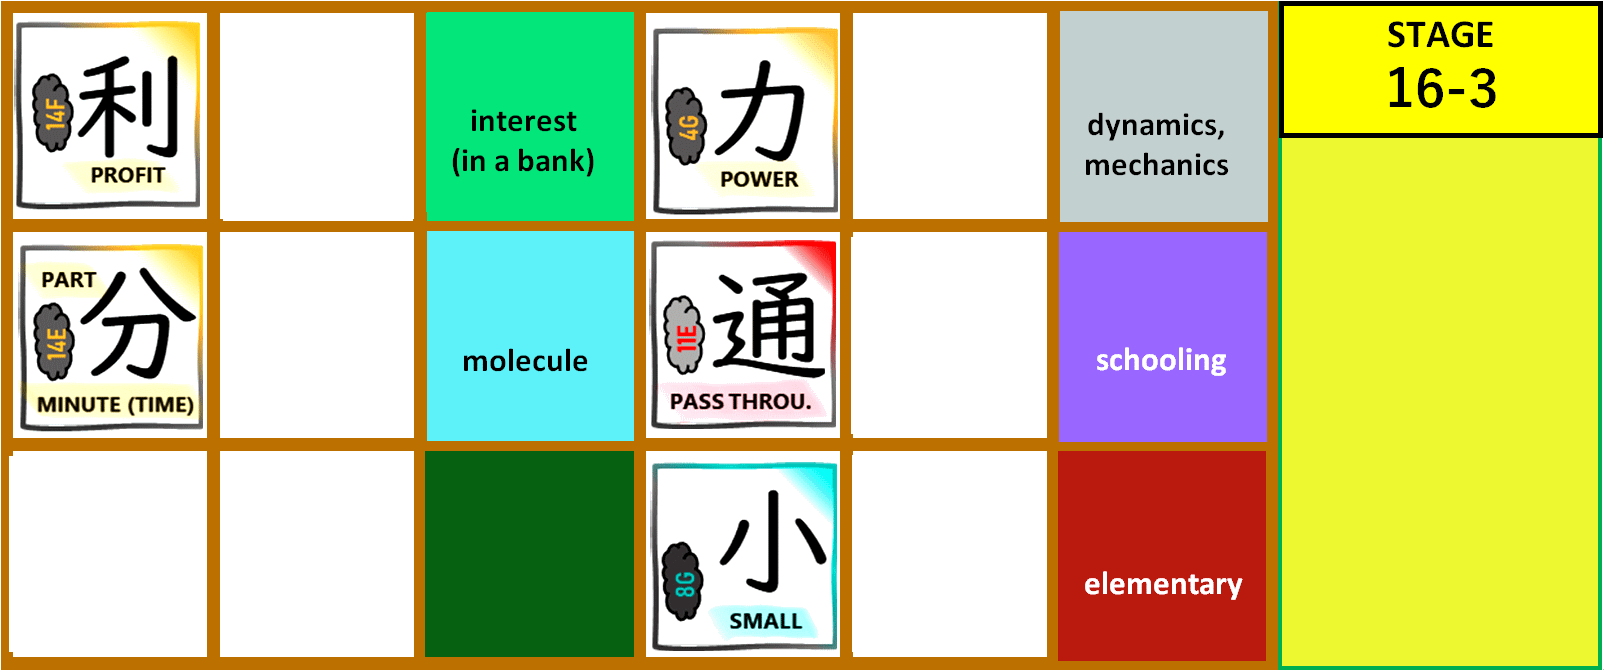 14F
利
PROFIT
interest
(in a bank)
4G
力
POWER
dynamics,
mechanics
STAGE
16-3
PART
14E
分
MINUTE (TIME)
molecule
11E
通
PASS THROU.
schooling
8G
小
SMALL
elementary